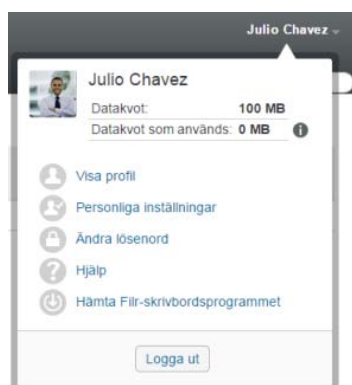 Julio Chavez
Julio Chavez
Datakvot: 100 MB
Datakvot som används: 0 MB
Visa profil
Personliga inställningar
Ändra lösenord
Hjälp
Hämta Filr-skrivbordsprogrammet
Logga ut